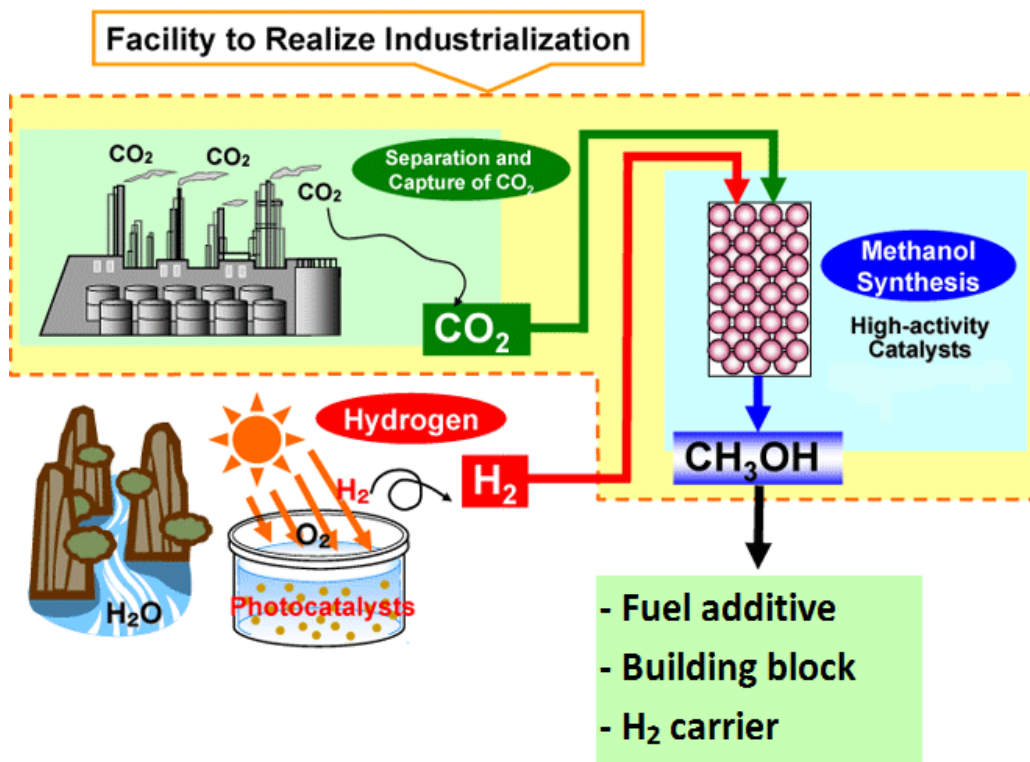 Facility to Realize Industrialization
CO₂
CO₂
CO₂
Separation and
Capture of CO₂
CO₂
Methanol
Synthesis
High-activity
Catalysts
Hydrogen
H₂
H₂
O₂
Photocatalysts
H₂O
CH₃OH
- Fuel additive
- Building block
- H₂ carrier